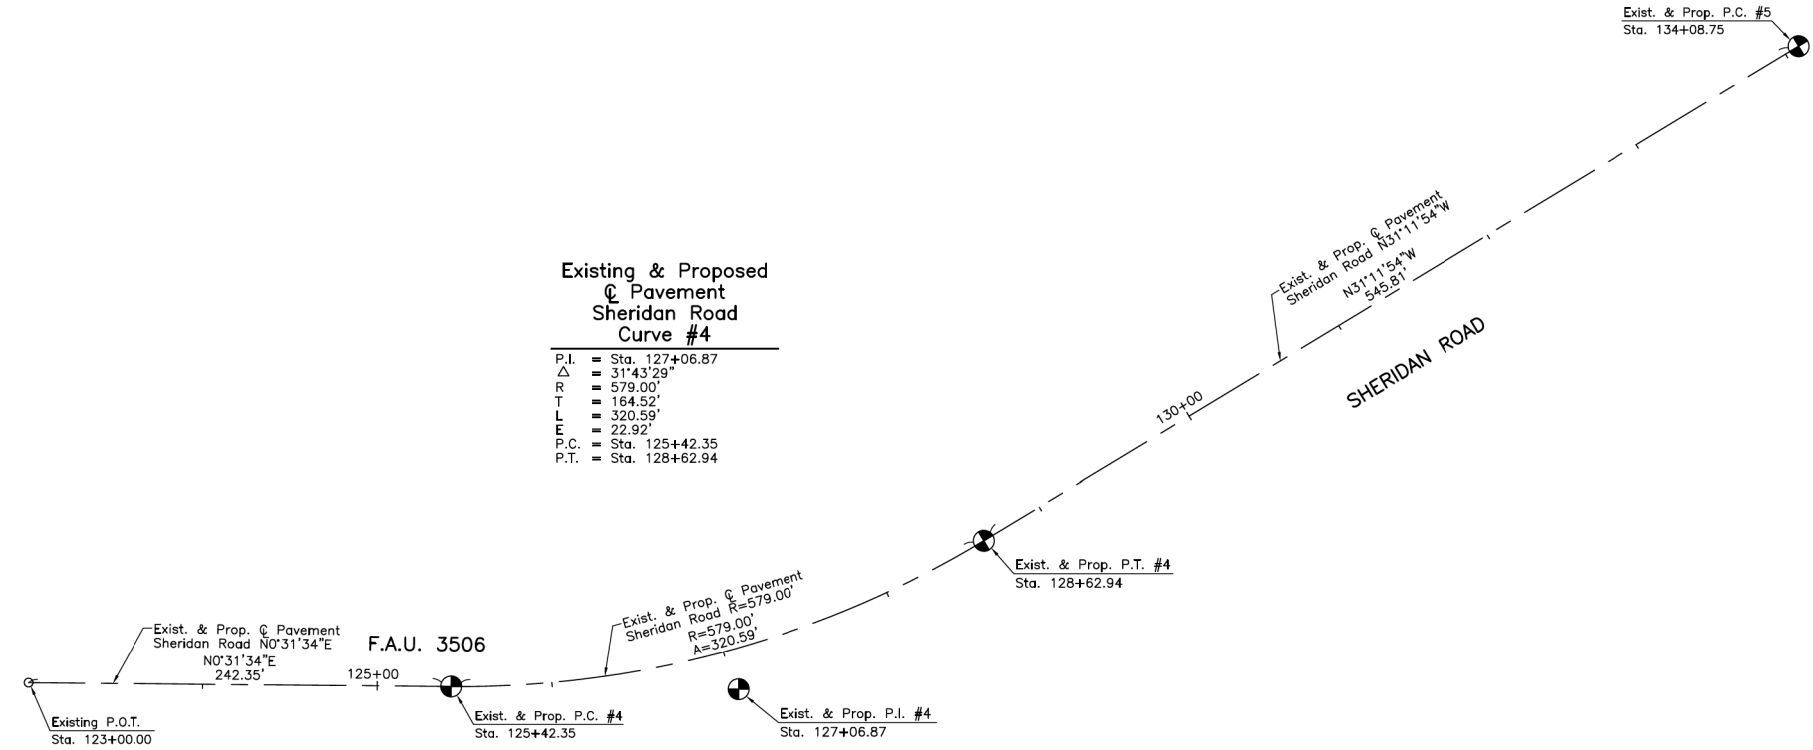 Exist. & Prop. P.C. #5
Sta. 134+08.75
Exist. & Prop. ℄ Pavement
Sheridan Road N31°11'54"W
N31°11'54"W
545.81'
SHERIDAN ROAD
Existing & Proposed
℄ Pavement
Sheridan Road
Curve #4
P.I. = Sta. 127+06.87
△ = 31°43'29"
R = 579.00'
T = 164.52'
L = 320.59'
E = 22.92'
P.C. = Sta. 125+42.35
P.T. = Sta. 128+62.94
130+00
Exist. & Prop. P.T. #4
Sta. 128+62.94
Exist. & Prop. ℄ Pavement
Sheridan Road R=579.00'
R=579.00'
A=320.59'
Exist. & Prop. ℄ Pavement
Sheridan Road N0°31'34"E
N0°31'34"E
242.35'
F.A.U. 3506
125+00
Existing P.O.T.
Sta. 123+00.00
Exist. & Prop. P.C. #4
Sta. 125+42.35
Exist. & Prop. P.I. #4
Sta. 127+06.87